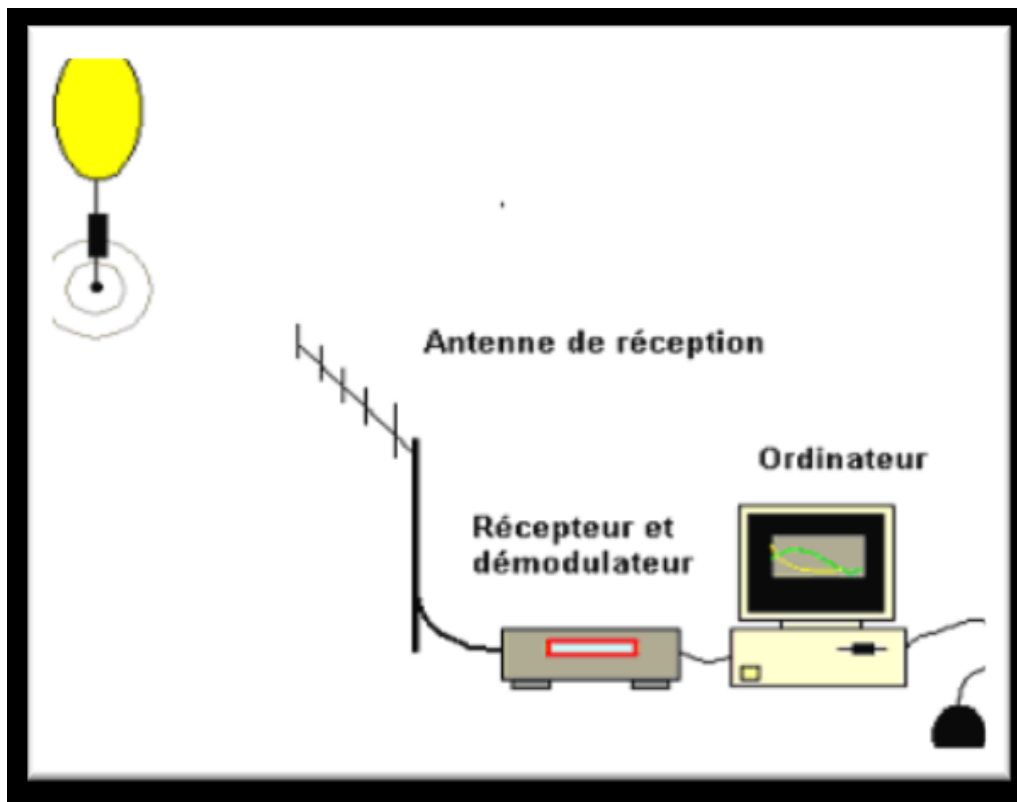 Antenne de réception
Ordinateur
Récepteur et
démodulateur